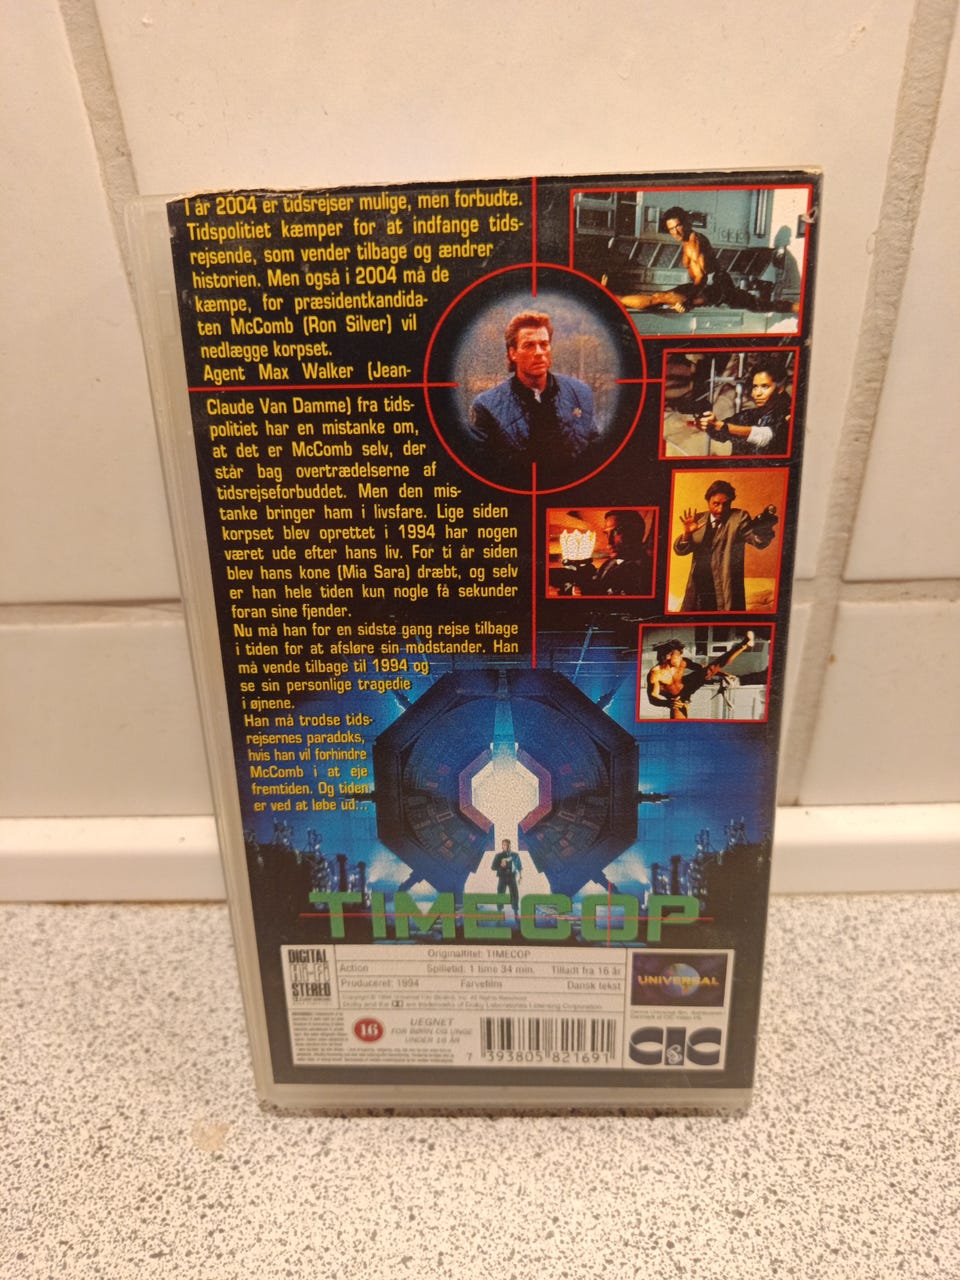 I år 2004 er tidsrejser mulige, men forbudte.
Tidspolitiet kæmper for at indfange tids-
rejsende, som vender tilbage og ændrer
historien. Men også i 2004 må de
kæmpe, for præsidentkandida-
ten McComb (Ron Silver) vil
nedlægge korpset.
Agent Max Walker (Jean-
Claude Van Damme) fra tids-
politiet har en mistanke om,
at det er McComb selv, der
står bag overtrædelserne af
tidsrejseforbuddet. Men den mis-
tanke bringer ham i livsfare. Lige siden
korpset blev oprettet i 1994 har nogen
været ude efter hans liv. For ti år siden
blev hans kone (Mia Sara) dræbt, og selv
er han hele tiden kun nogle få sekunder
foran sine fjender.
Nu må han for en sidste gang rejse tilbage
i tiden for at afsløre sin modstander. Han
må vende tilbage til 1994 og
se sin personlige tragedie
i øjnene.
Han må trodse tids-
rejsernes paradoks,
hvis han vil forhindre
McComb i at eje
fremtiden. Og tiden
er ved at løbe ud...
TIMECOP
DIGITAL
HI-FI
STEREO
Originaltitel: TIMECOP
Action Spilletid: 1 time 34 min. Tilladt fra 16 år
Produceret: 1994 Farvefilm Dansk tekst
UNIVERSAL
16
UEGNET
FOR BØRN OG UNGE
UNDER 16 ÅR
7 393805 821691
CIC